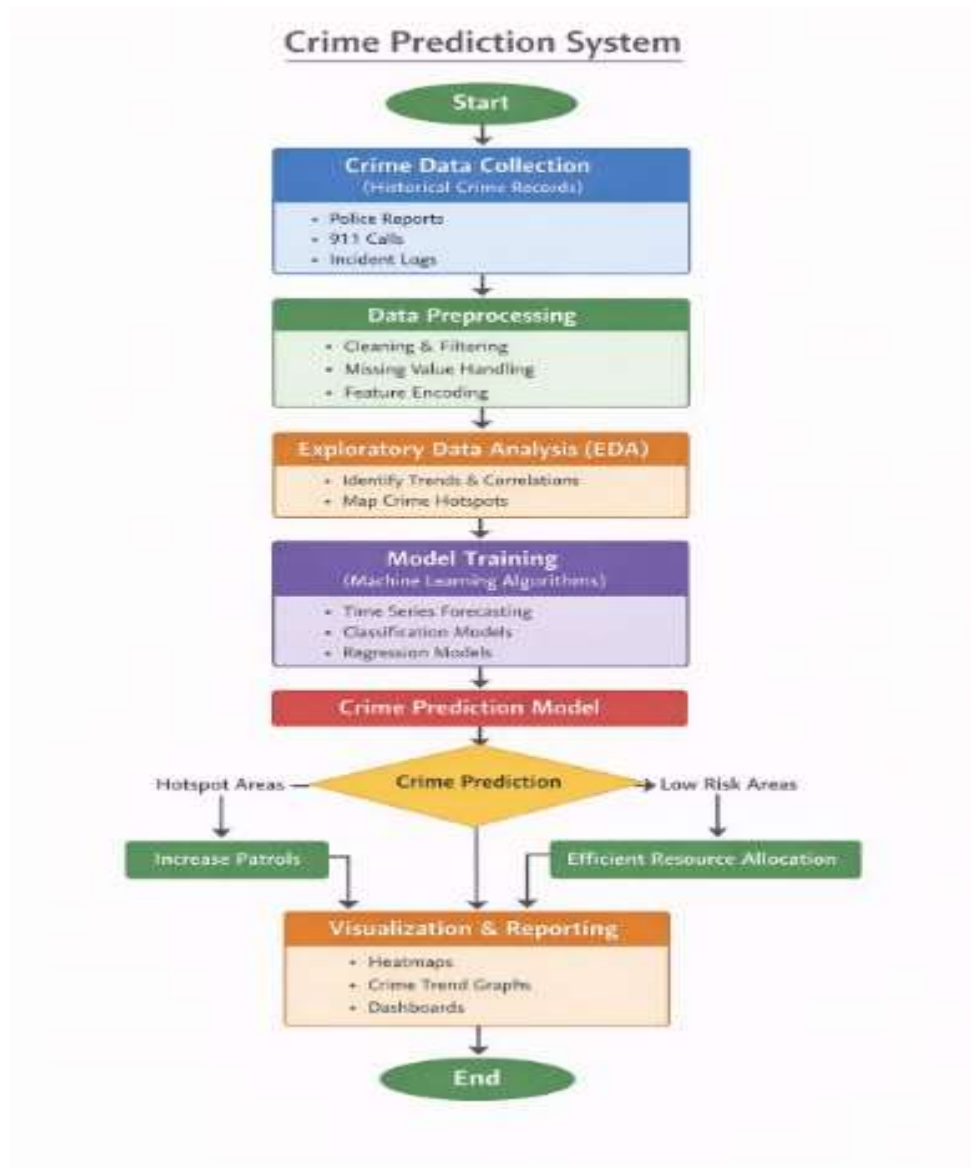 Crime Prediction System
Start
Crime Data Collection
(Historical Crime Records)
• Police Reports
• 911 Calls
• Incident Logs
Data Preprocessing
• Cleaning & Filtering
• Missing Value Handling
• Feature Encoding
Exploratory Data Analysis (EDA)
• Identify Trends & Correlations
• Map Crime Hotspots
Model Training
(Machine Learning Algorithms)
• Time Series Forecasting
• Classification Models
• Regression Models
Crime Prediction Model
Crime Prediction
Hotspot Areas
Low Risk Areas
Increase Patrols
Efficient Resource Allocation
Visualization & Reporting
• Heatmaps
• Crime Trend Graphs
• Dashboards
End